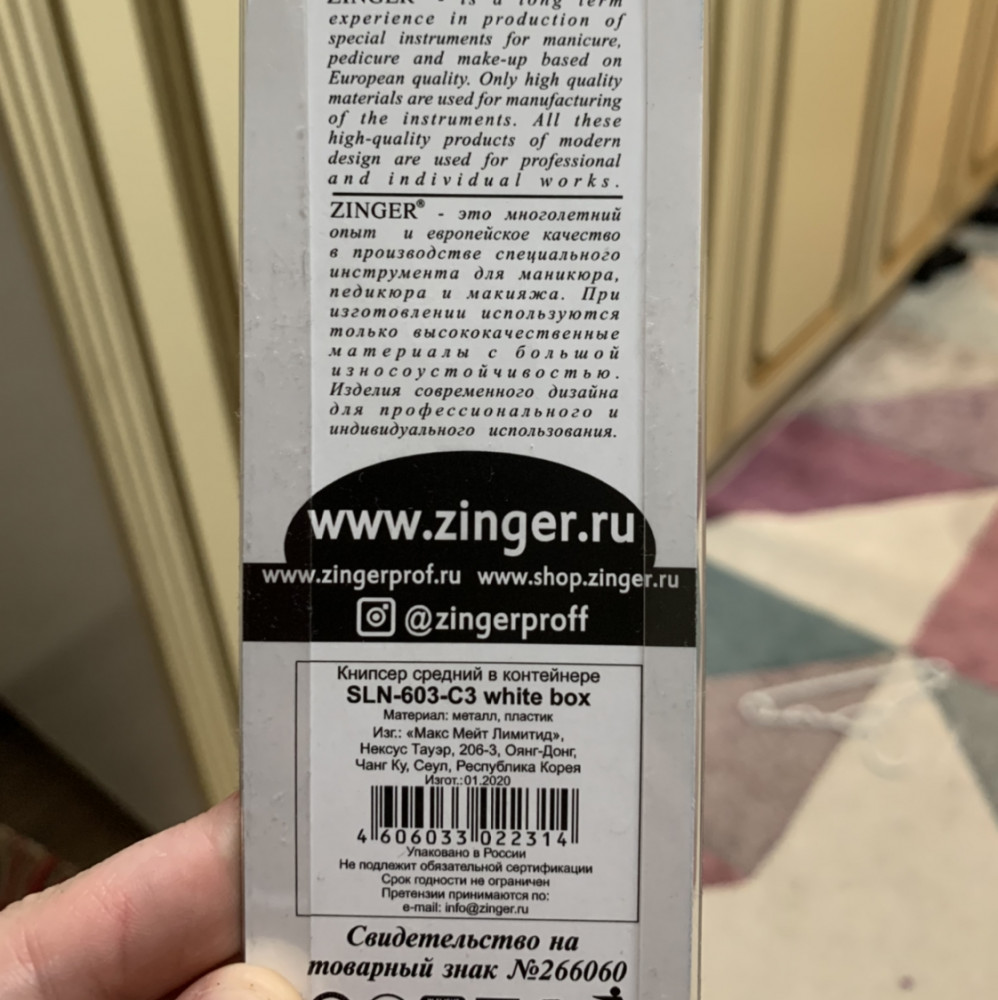 ZINGER® - is a long term
experience in production of
special instruments for manicure,
pedicure and make-up based on
European quality. Only high quality
materials are used for manufacturing
of the instruments. All these
high-quality products of modern
design are used for professional
and individual works.
ZINGER® - это многолетний
опыт и европейское качество
в производстве специального
инструмента для маникюра,
педикюра и макияжа. При
изготовлении используются
только высококачественные
материалы с большой
износоустойчивостью.
Изделия современного дизайна
для профессионального и
индивидуального использования.
www.zinger.ru
www.zingerprof.ru www.shop.zinger.ru
@zingerproff
Книпсер средний в контейнере
SLN-603-C3 white box
Материал: металл, пластик
Изг.: «Макс Мейт Лимитид»,
Нексус Тауэр, 206-3, Оянг-Донг,
Чанг Ку, Сеул, Республика Корея
Изгот.:01.2020
4 606033 022314
Упаковано в России
Не подлежит обязательной сертификации
Срок годности не ограничен
Претензии принимаются по:
e-mail: info@zinger.ru
Свидетельство на
товарный знак №266060